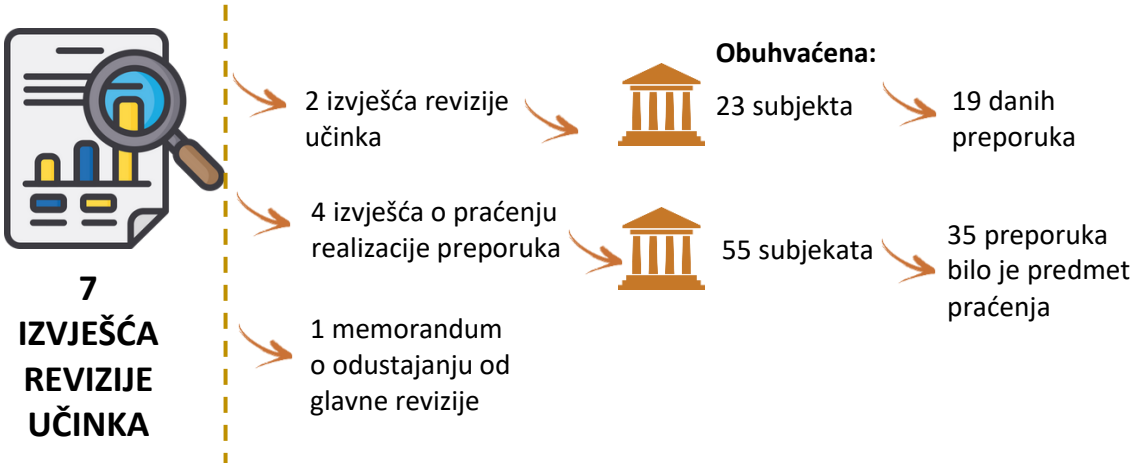 7
IZVJEŠĆA
REVIZIJE
UČINKA
2 izvješća revizije
učinka
Obuhvaćena:
23 subjekta
19 danih
preporuka
4 izvješća o praćenju
realizacije preporuka
55 subjekata
35 preporuka
bilo je predmet
praćenja
1 memorandum
o odustajanju od
glavne revizije